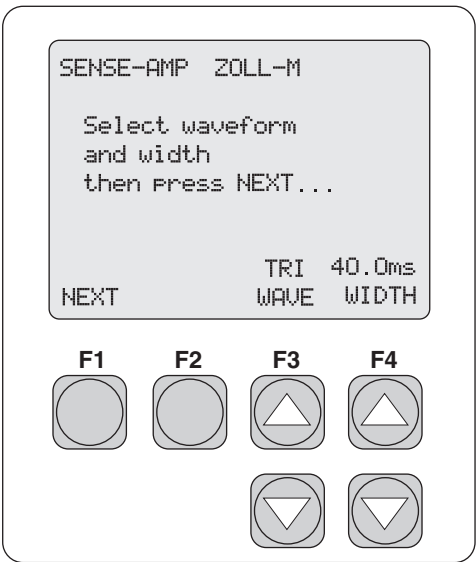 SENSE-AMP ZOLL-M
Select waveform
and width
then press NEXT...
TRI 40.0ms
NEXT WAVE WIDTH
F1 F2 F3 F4